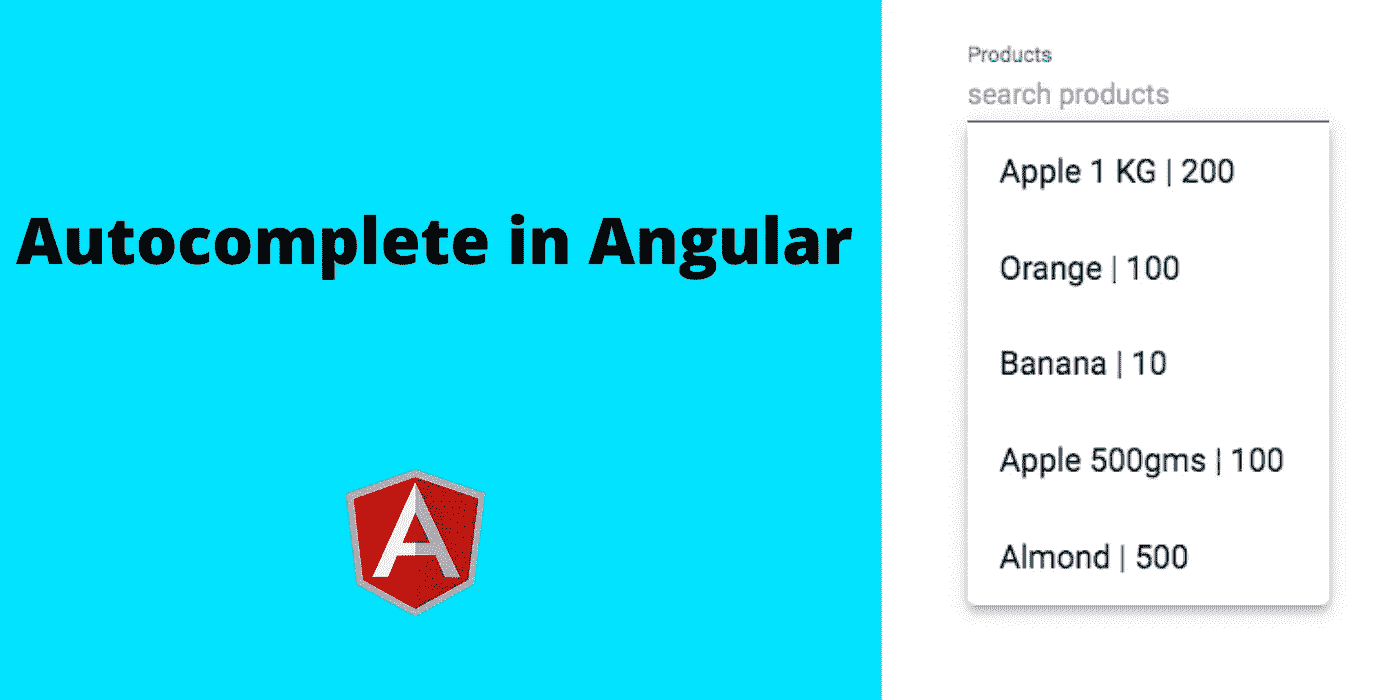 Autocomplete in Angular
Products
search products
Apple 1 KG | 200
Orange | 100
Banana | 10
Apple 500gms | 100
Almond | 500